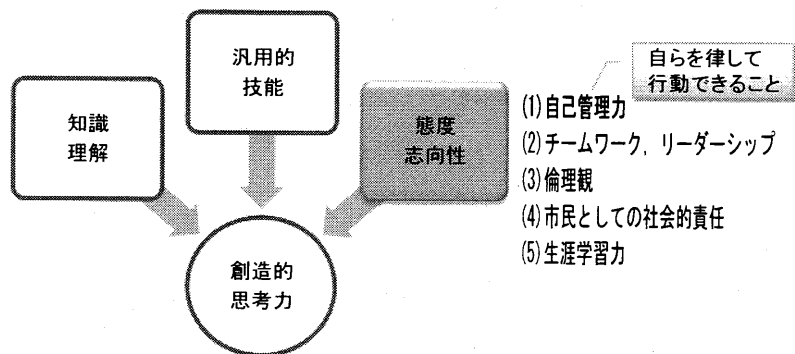 汎用的
技能
知識
理解
態度
志向性
創造的
思考力
自らを律して
行動できること
(1)自己管理力
(2)チームワーク，リーダーシップ
(3)倫理観
(4)市民としての社会的責任
(5)生涯学習力